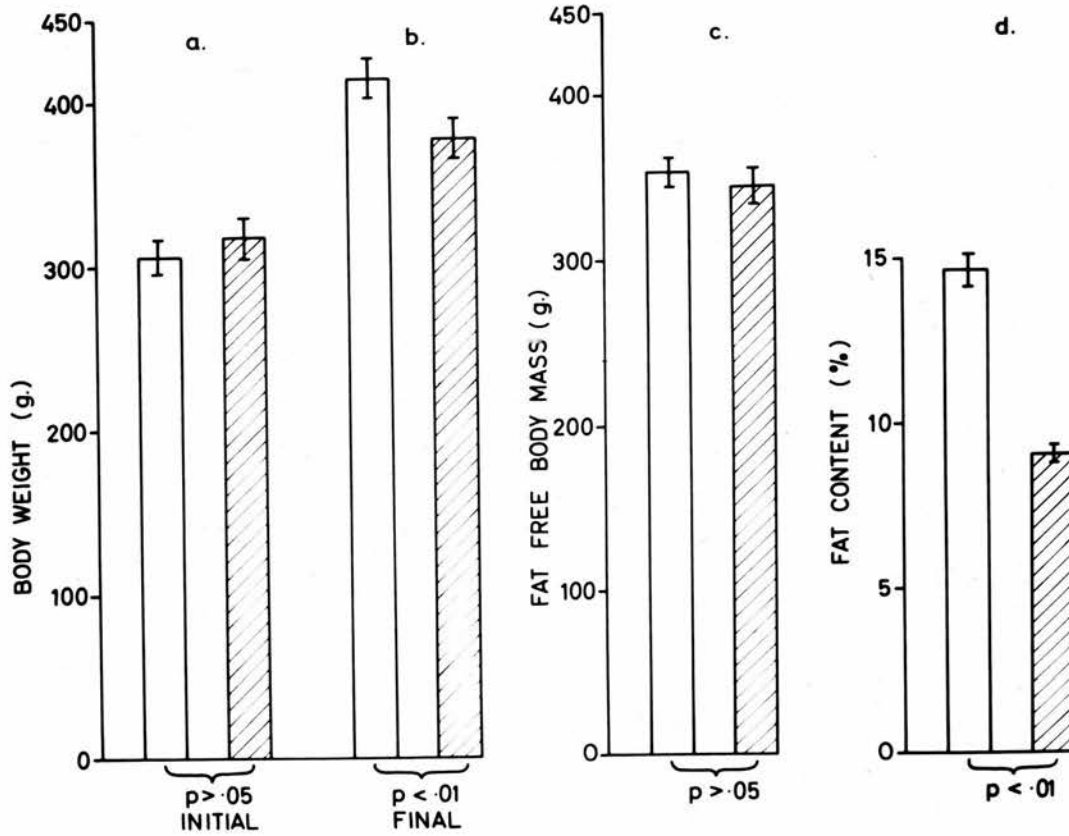 a.
b.
BODY WEIGHT (g.)
450
400
300
200
100
0
p > ·05
INITIAL
p < ·01
FINAL
c.
FAT FREE BODY MASS (g.)
450
400
300
200
100
0
p > ·05
d.
FAT CONTENT (%)
15
10
5
0
p < ·01